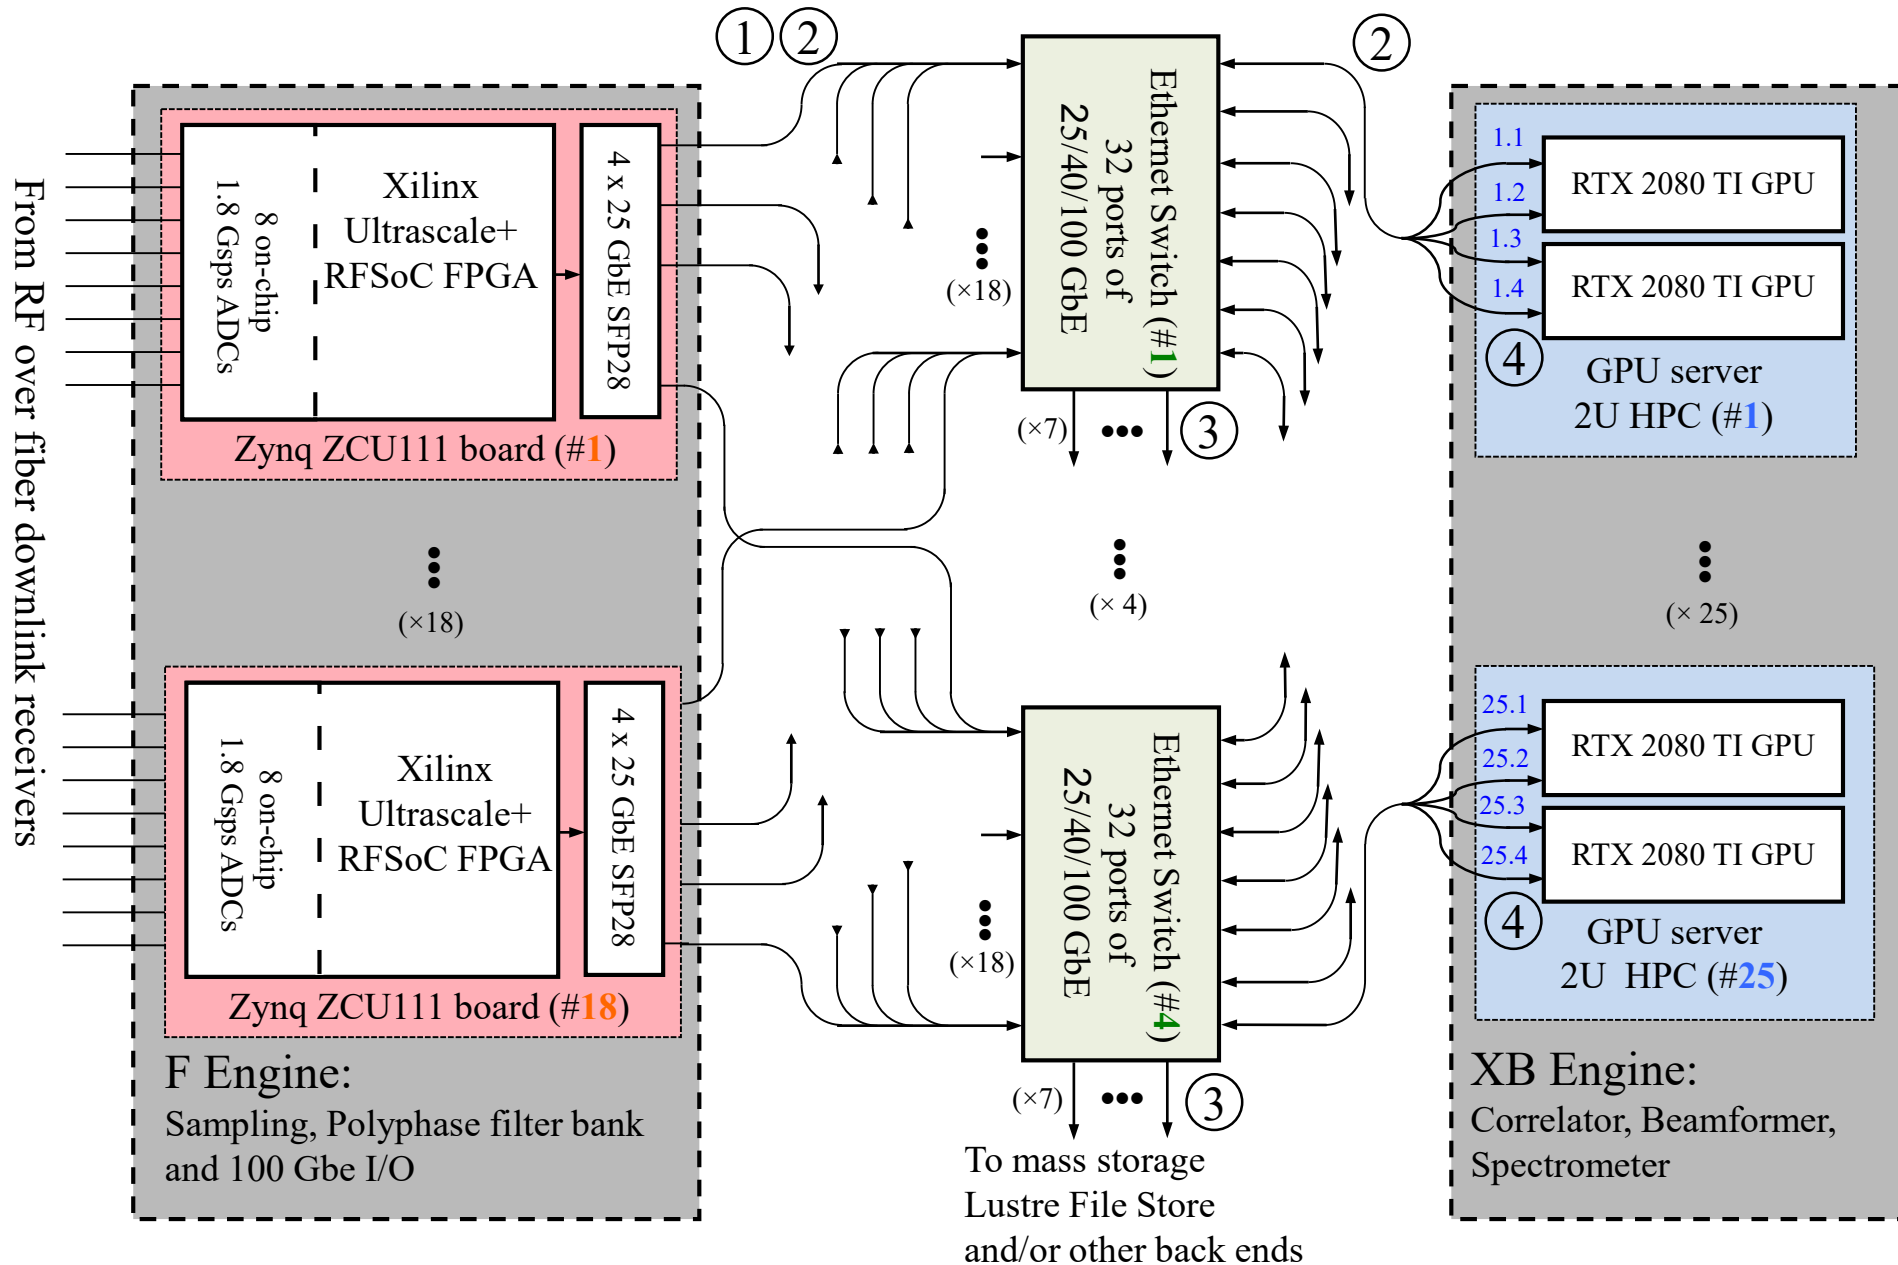 From RF over fiber downlink receivers
8 on-chip
1.8 Gsps ADCs
Xilinx
Ultrascale+
RFSoC FPGA
4 x 25 GbE SFP28
Zynq ZCU111 board (#1)
(×18)
8 on-chip
1.8 Gsps ADCs
Xilinx
Ultrascale+
RFSoC FPGA
4 x 25 GbE SFP28
Zynq ZCU111 board (#18)
F Engine:
Sampling, Polyphase filter bank
and 100 Gbe I/O
1 2
(×18)
Ethernet Switch (#1)
32 ports of
25/40/100 GbE
(×7)
3
(× 4)
(×18)
Ethernet Switch (#4)
32 ports of
25/40/100 GbE
(×7)
3
To mass storage
Lustre File Store
and/or other back ends
2
1.1
1.2
1.3
1.4
RTX 2080 TI GPU
RTX 2080 TI GPU
4
GPU server
2U HPC (#1)
(× 25)
25.1
25.2
25.3
25.4
RTX 2080 TI GPU
RTX 2080 TI GPU
4
GPU server
2U HPC (#25)
XB Engine:
Correlator, Beamformer,
Spectrometer